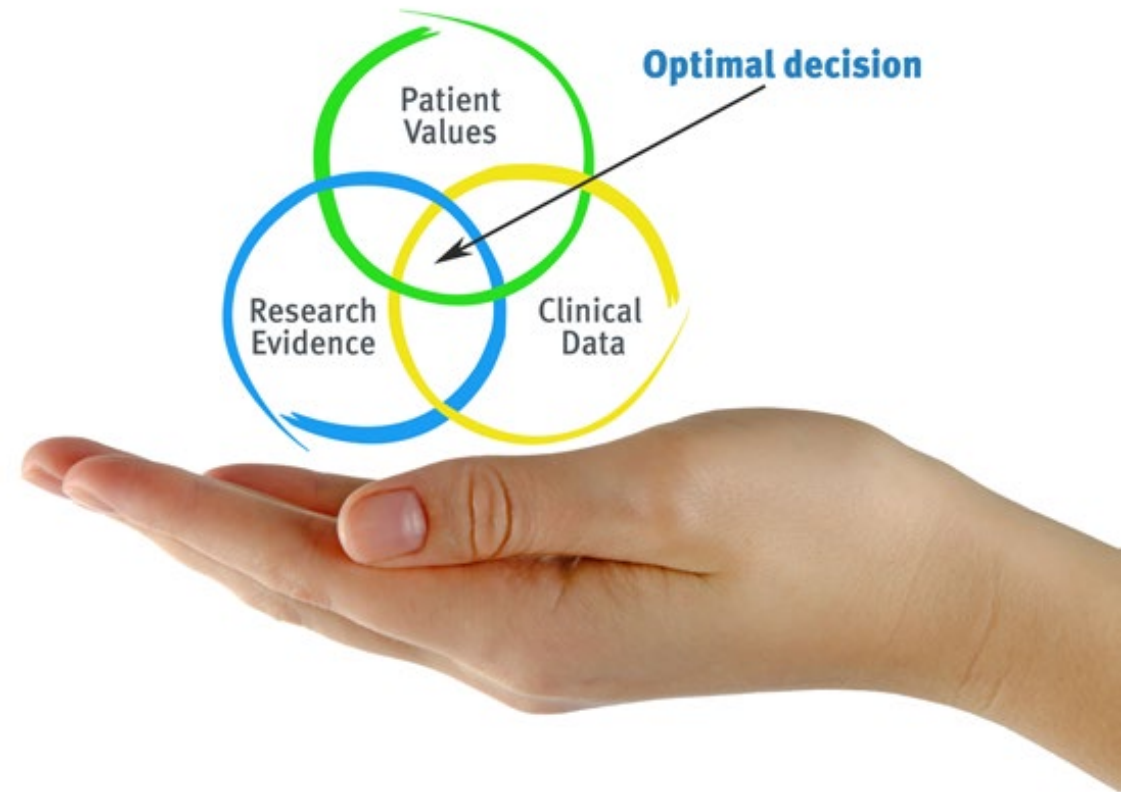 Optimal decision
Patient
Values
Research
Evidence
Clinical
Data